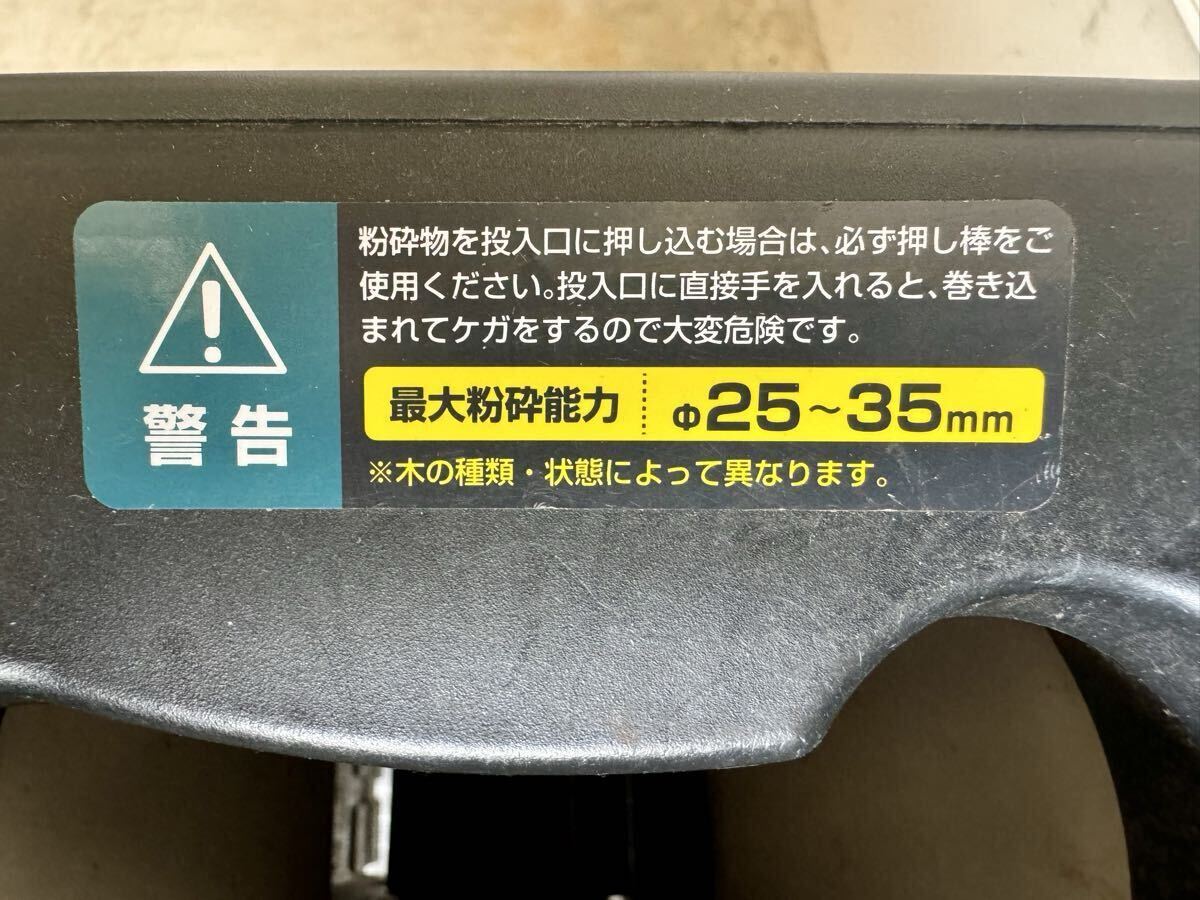 警告
粉砕物を投入口に押し込む場合は、必ず押し棒をご
使用ください。投入口に直接手を入れると、巻き込
まれてケガをするので大変危険です。
最大粉砕能力 Φ25～35mm
※木の種類・状態によって異なります。